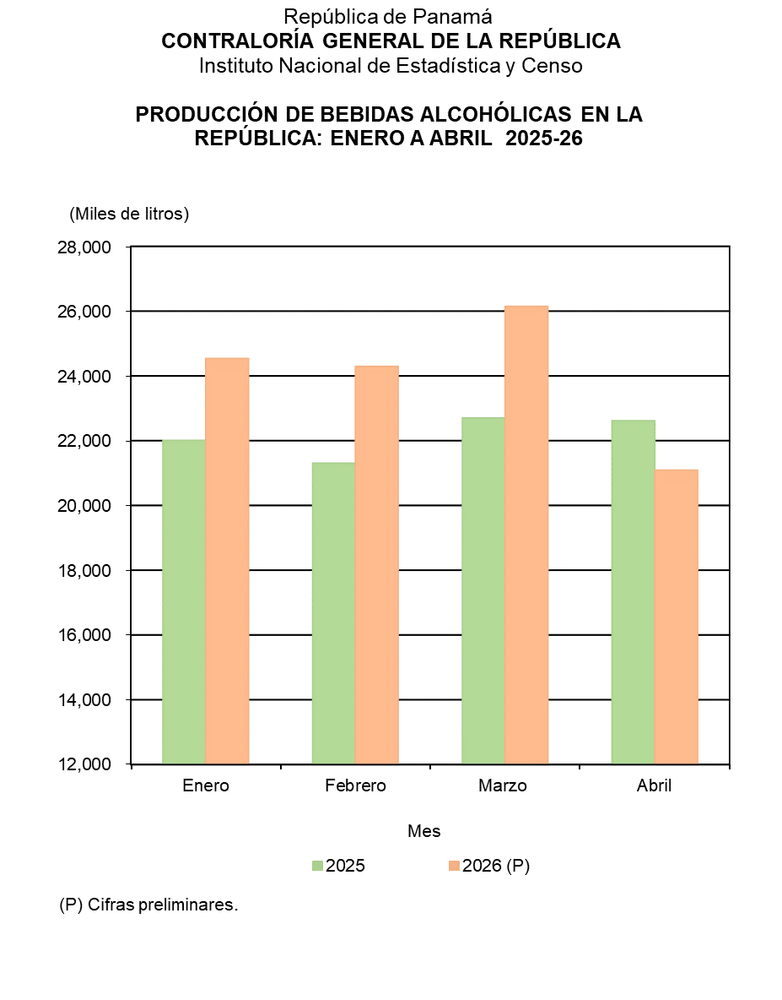 República de Panamá
CONTRALORÍA GENERAL DE LA REPÚBLICA
Instituto Nacional de Estadística y Censo
PRODUCCIÓN DE BEBIDAS ALCOHÓLICAS EN LA
REPÚBLICA: ENERO A ABRIL 2025-26
(Miles de litros)
28,000
26,000
24,000
22,000
20,000
18,000
16,000
14,000
12,000
Enero Febrero Marzo Abril
Mes
2025 2026 (P)
(P) Cifras preliminares.